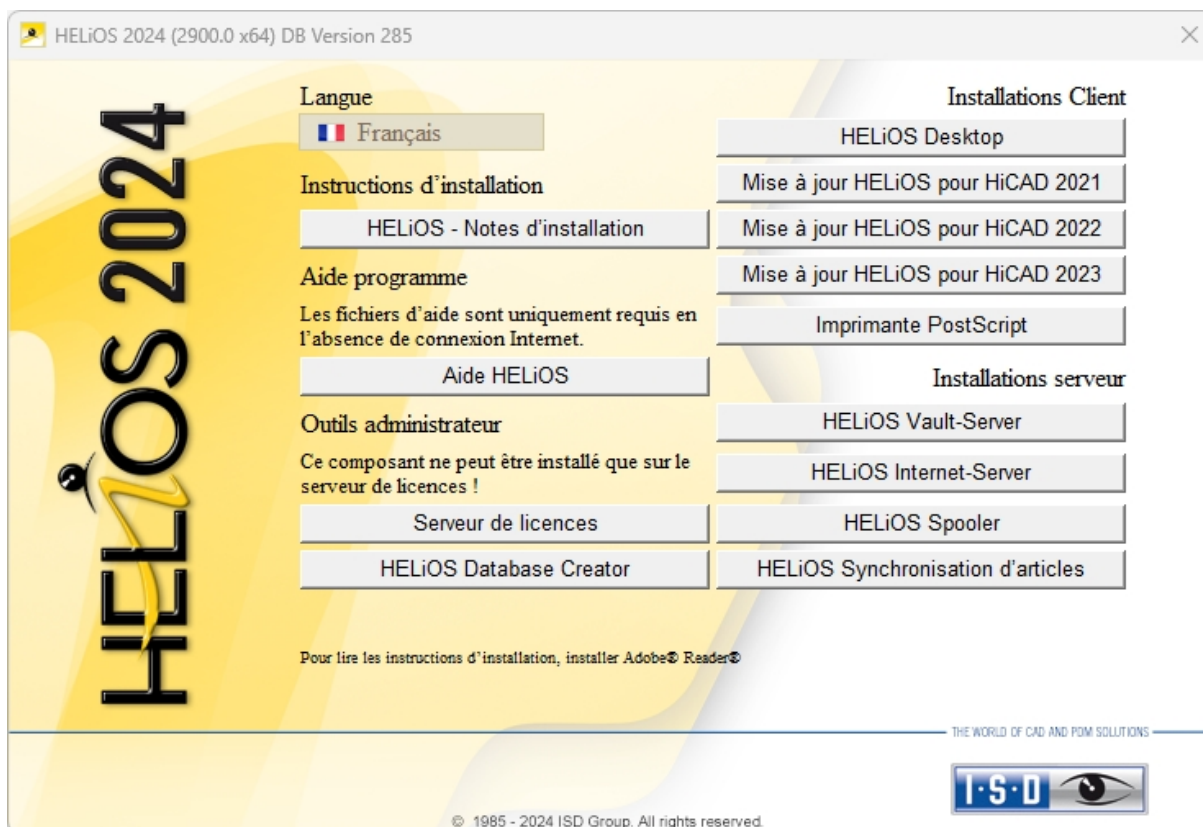 HELiOS 2024 (2900.0 x64) DB Version 285
HELiOS 2024
Langue
Français
Instructions d'installation
HELiOS - Notes d'installation
Aide programme
Les fichiers d'aide sont uniquement requis en
l'absence de connexion Internet.
Aide HELiOS
Outils administrateur
Ce composant ne peut être installé que sur le
serveur de licences !
Serveur de licences
HELiOS Database Creator
Installations Client
HELiOS Desktop
Mise à jour HELiOS pour HiCAD 2021
Mise à jour HELiOS pour HiCAD 2022
Mise à jour HELiOS pour HiCAD 2023
Imprimante PostScript
Installations serveur
HELiOS Vault-Server
HELiOS Internet-Server
HELiOS Spooler
HELiOS Synchronisation d'articles
Pour lire les instructions d'installation, installer Adobe® Reader®
THE WORLD OF CAD AND PDM SOLUTIONS
I·S·D
© 1985 - 2024 ISD Group. All rights reserved.